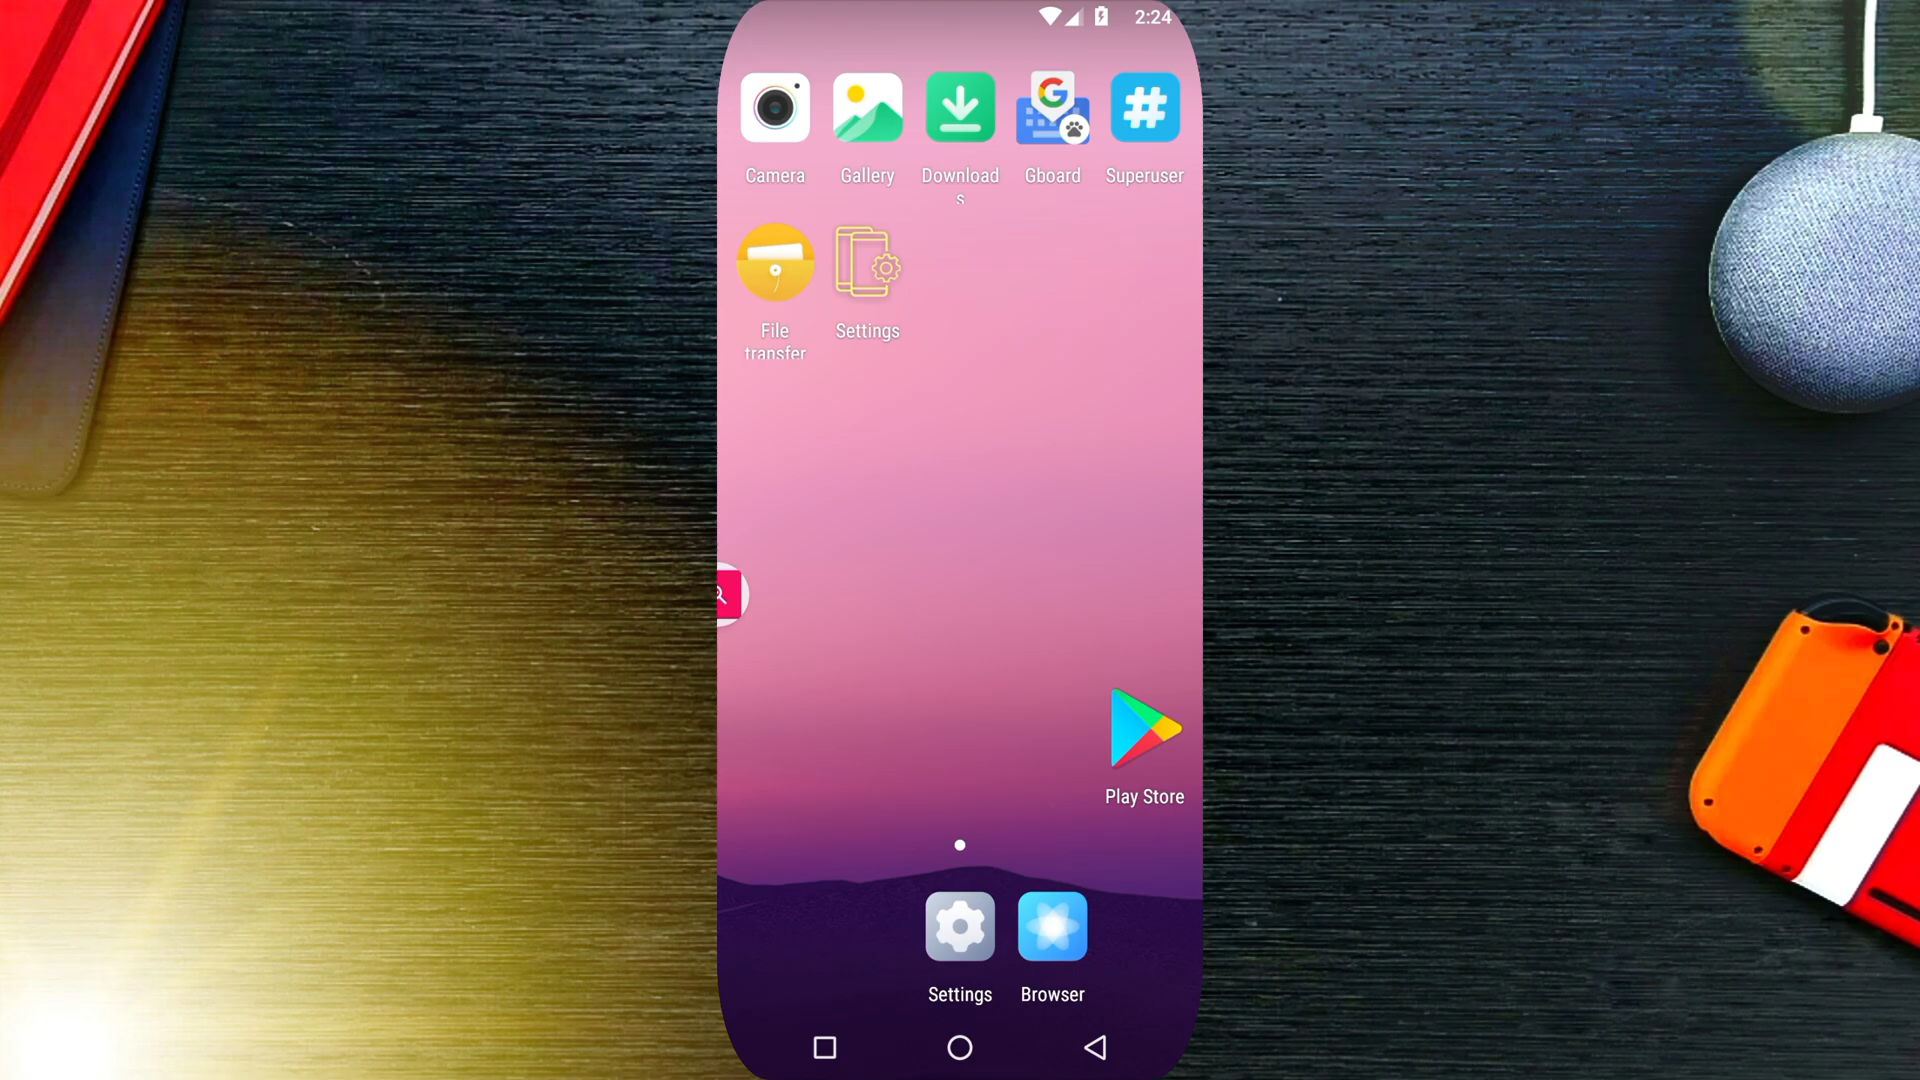 2:24
Camera
Gallery
Download
s
Gboard
Superuser
File
transfer
Settings
Play Store
Settings
Browser